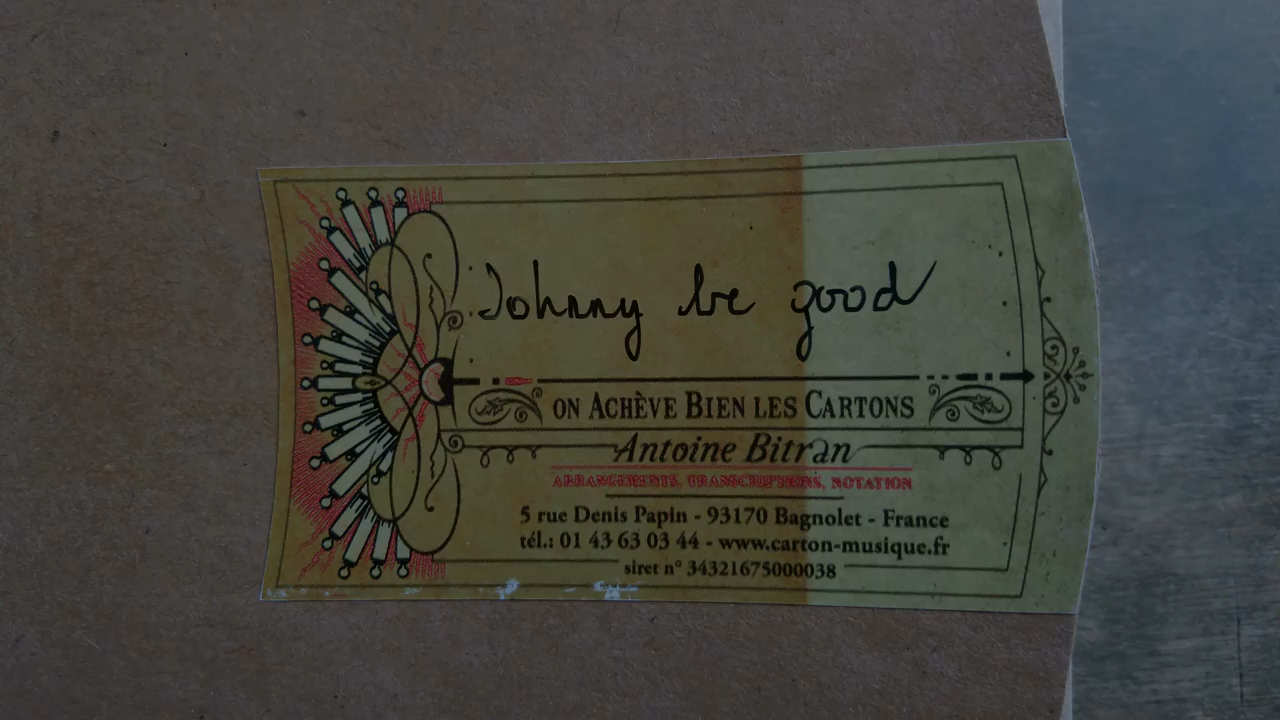 Johnny be good
ON ACHÈVE BIEN LES CARTONS
Antoine Bitran
ARRANGEMENTS, TRANSCRIPTIONS, NOTATION
5 rue Denis Papin - 93170 Bagnolet - France
tél.: 01 43 63 03 44 - www.carton-musique.fr
siret n° 34321675000038